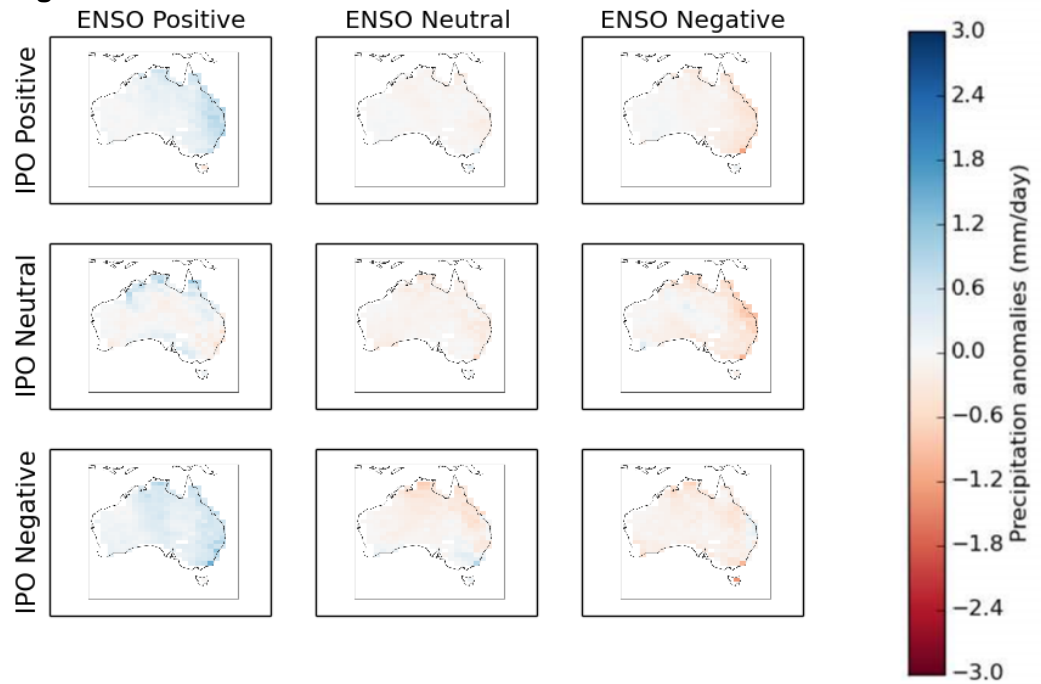 ENSO Positive ENSO Neutral ENSO Negative
IPO Positive
IPO Neutral
IPO Negative
3.0
2.4
1.8
1.2
0.6
0.0
−0.6
−1.2
−1.8
−2.4
−3.0
Precipitation anomalies (mm/day)